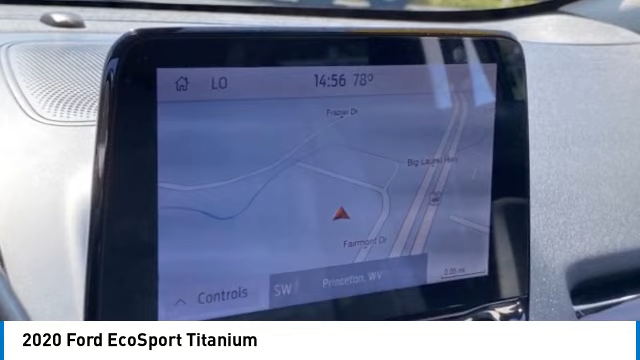 LO 14:56 78°
Frazier Dr
Big Laurel Hwy
Fairmont Dr
Controls SW Princeton, WV
2020 Ford EcoSport Titanium